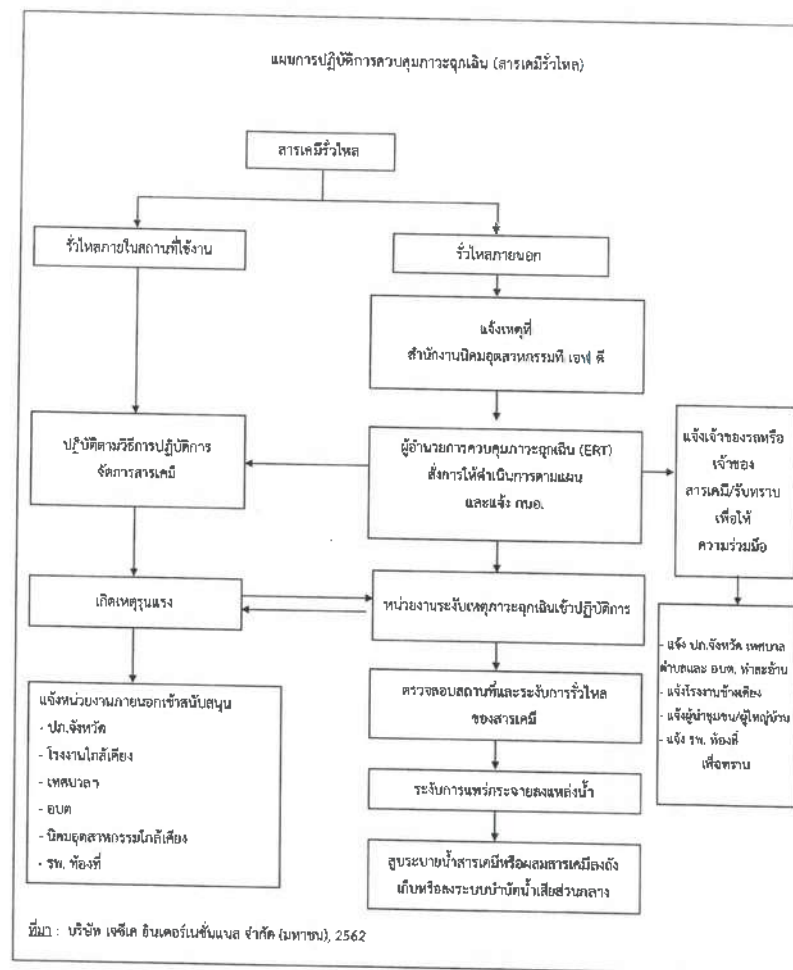 แผนการปฏิบัติการควบคุมภาวะฉุกเฉิน (สารเคมีรั่วไหล)
สารเคมีรั่วไหล
รั่วไหลภายในสถานที่ใช้งาน
รั่วไหลภายนอก
แจ้งเหตุที่
สำนักงานนิคมอุตสาหกรรมที เอฟ ดี
ปฏิบัติตามวิธีการปฏิบัติการ
จัดการสารเคมี
ผู้อำนวยการควบคุมภาวะฉุกเฉิน (ERT)
สั่งการให้ดำเนินการตามแผน
และแจ้ง กนอ.
แจ้งเจ้าของรถหรือ
เจ้าของ
สารเคมี/รับทราบ
เพื่อให้
ความร่วมมือ
เกิดเหตุรุนแรง
หน่วยงานระงับเหตุภาวะฉุกเฉินเข้าปฏิบัติการ
- แจ้ง ปภ.จังหวัด เทศบาล
ตำบลและ อบต. ท่าสะอ้าน
- แจ้งโรงงานข้างเคียง
- แจ้งผู้นำชุมชน/ผู้ใหญ่บ้าน
- แจ้ง รพ. ท้องที่
เพื่อทราบ
แจ้งหน่วยงานภายนอกเข้าสนับสนุน
- ปภ.จังหวัด
- โรงงานใกล้เคียง
- เทศบาลฯ
- อบต
- นิคมอุตสาหกรรมใกล้เคียง
- รพ. ท้องที่
ตรวจสอบสถานที่และระงับการรั่วไหล
ของสารเคมี
ระงับการแพร่กระจายลงแหล่งน้ำ
สูบระบายน้ำสารเคมีหรือผสมสารเคมีลงถัง
เก็บหรือลงระบบบำบัดน้ำเสียส่วนกลาง
ที่มา : บริษัท เจซีเค อินเตอร์เนชั่นแนล จำกัด (มหาชน), 2562